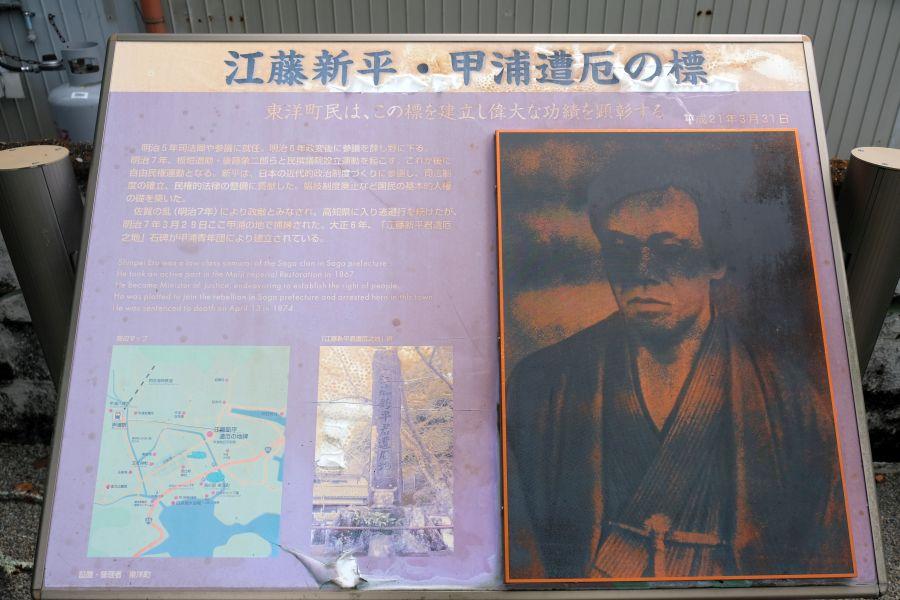 江藤新平・甲浦遭厄の標
東洋町民は、この標を建立し偉大な功績を顕彰する
平成21年3月31日
明治5年司法卿や参議に就任。明治6年政変後に参議を辞し野に下る。
明治7年、板垣退助・後藤象二郎らと民撰議院設立運動を起こす。これが後に
自由民権運動となる。新平は、日本の近代的政治制度づくりに参画し、司法制
度の確立、民権的法律の整備に貢献した。娼妓制度廃止など国民の基本的人権
の礎を築いた。
佐賀の乱(明治7年)により政敵とみなされ、高知県に入り逃避行を続けたが、
明治7年3月29日ここ甲浦の地で捕縛された。大正6年、「江藤新平君遭厄
之地」石碑が甲浦青年団により建立されている。
Shinpei Eto was a low class samurai of the Saga clan in Saga prefecture.
He took an active part in the Meiji Imperial Restoration in 1867.
He became Minister of Justice, endeavoring to establish the right of people.
He was plotted to join the rebellion in Saga prefecture and arrested here in this town.
He was sentenced to death on April 13 in 1874.
周辺マップ
「江藤新平君遭厄之地」碑
江藤新平
遭厄の地碑
甲浦駅
江藤新平君遭厄地
設置・管理者 東洋町